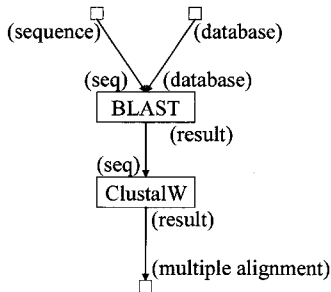 (sequence) (database)
(seq) (database)
BLAST
(result)
(seq)
ClustalW
(result)
(multiple alignment)